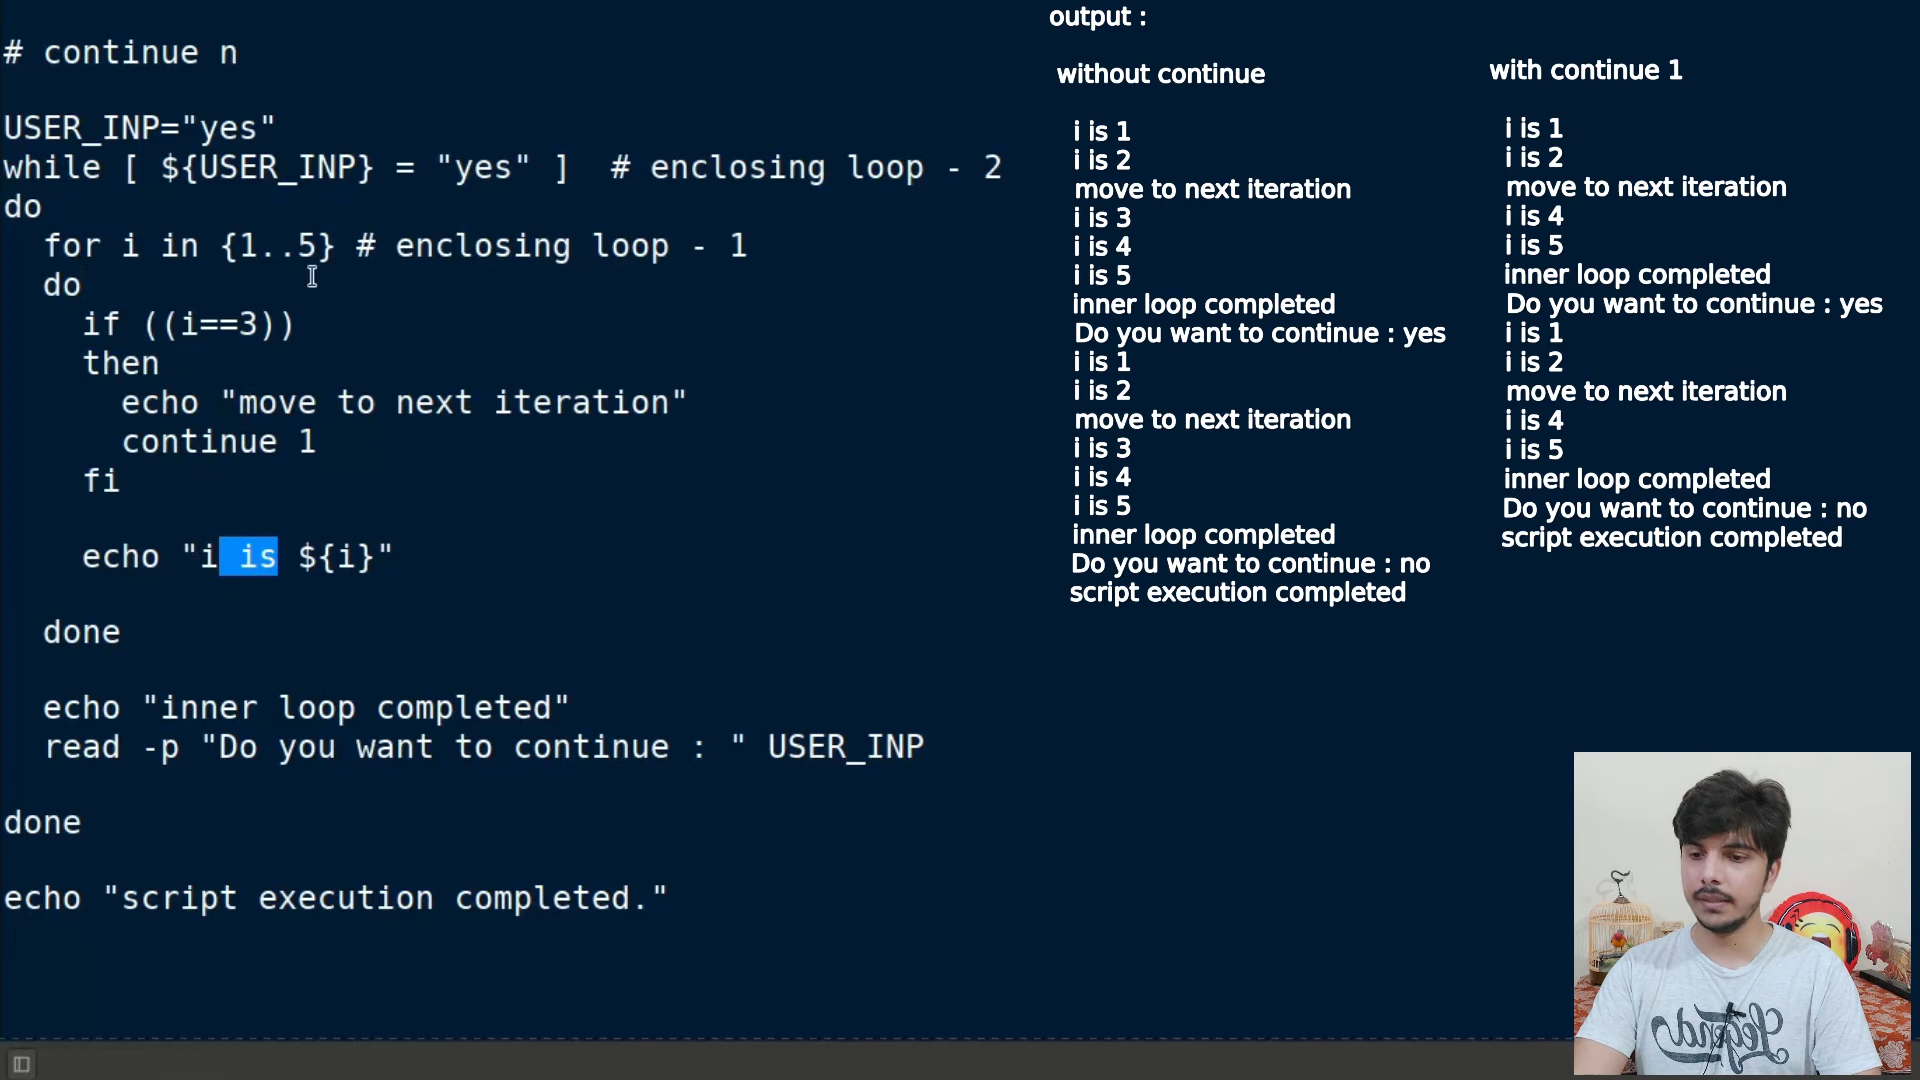 # continue n
USER_INP="yes"
while [ ${USER_INP} = "yes" ]  # enclosing loop - 2
do
for i in {1..5} # enclosing loop - 1
do
if ((i==3))
then
echo "move to next iteration"
continue 1
fi
echo "i is ${i}"
done
echo "inner loop completed"
read -p "Do you want to continue : " USER_INP
done
echo "script execution completed."
output :
without continue
i is 1
i is 2
move to next iteration
i is 3
i is 4
i is 5
inner loop completed
Do you want to continue : yes
i is 1
i is 2
move to next iteration
i is 3
i is 4
i is 5
inner loop completed
Do you want to continue : no
script execution completed
with continue 1
i is 1
i is 2
move to next iteration
i is 4
i is 5
inner loop completed
Do you want to continue : yes
i is 1
i is 2
move to next iteration
i is 4
i is 5
inner loop completed
Do you want to continue : no
script execution completed
Legend